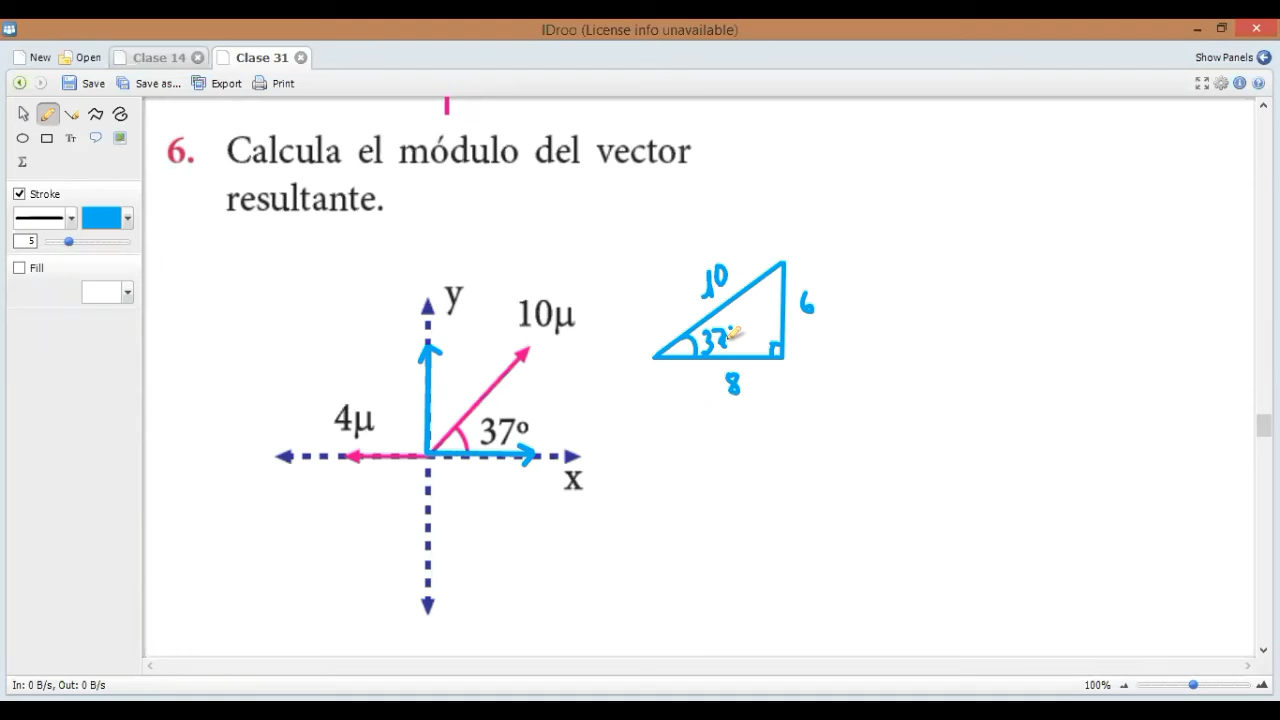 IDroo (License info unavailable)
New Open Clase 14 Clase 31 Show Panels
Save Save as... Export Print
Tr
Σ
Stroke
5
Fill
6. Calcula el módulo del vector
resultante.
y
10μ
4μ
37º
x
10
6
37°
8
In: 0 B/s, Out: 0 B/s 100%